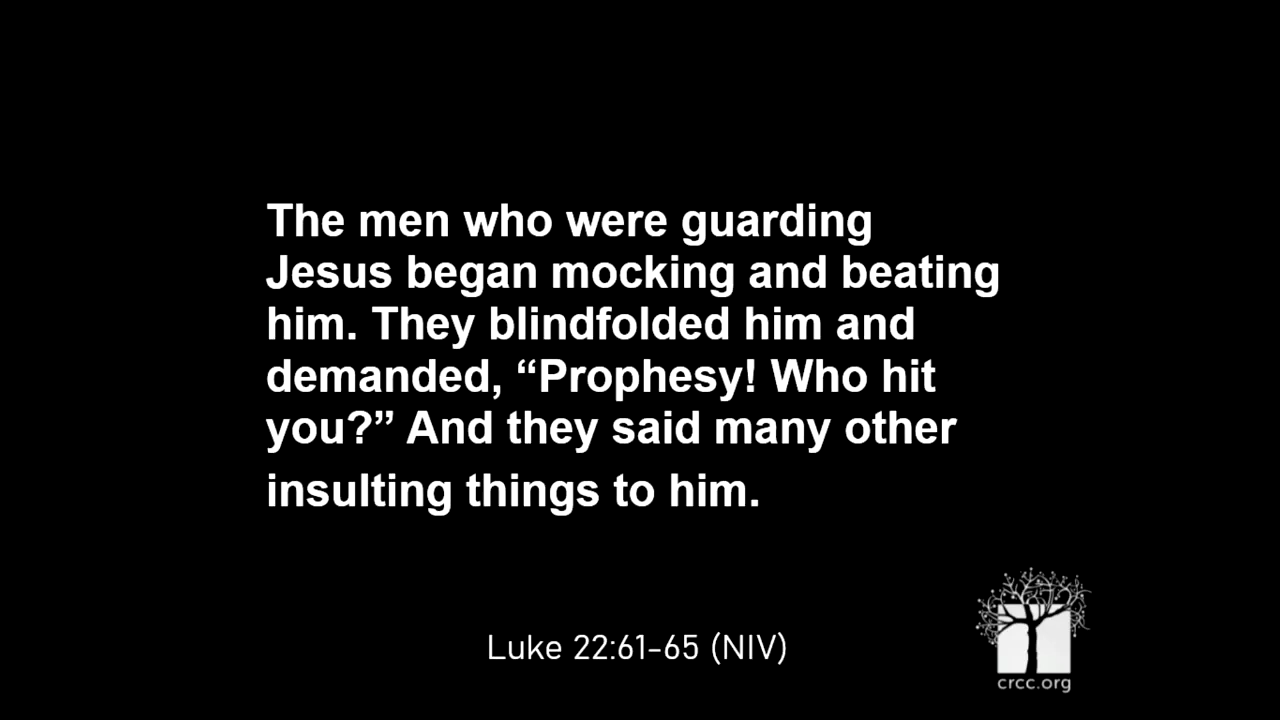 The men who were guarding
Jesus began mocking and beating
him. They blindfolded him and
demanded, “Prophesy! Who hit
you?” And they said many other
insulting things to him.
Luke 22:61-65 (NIV)
crcc.org